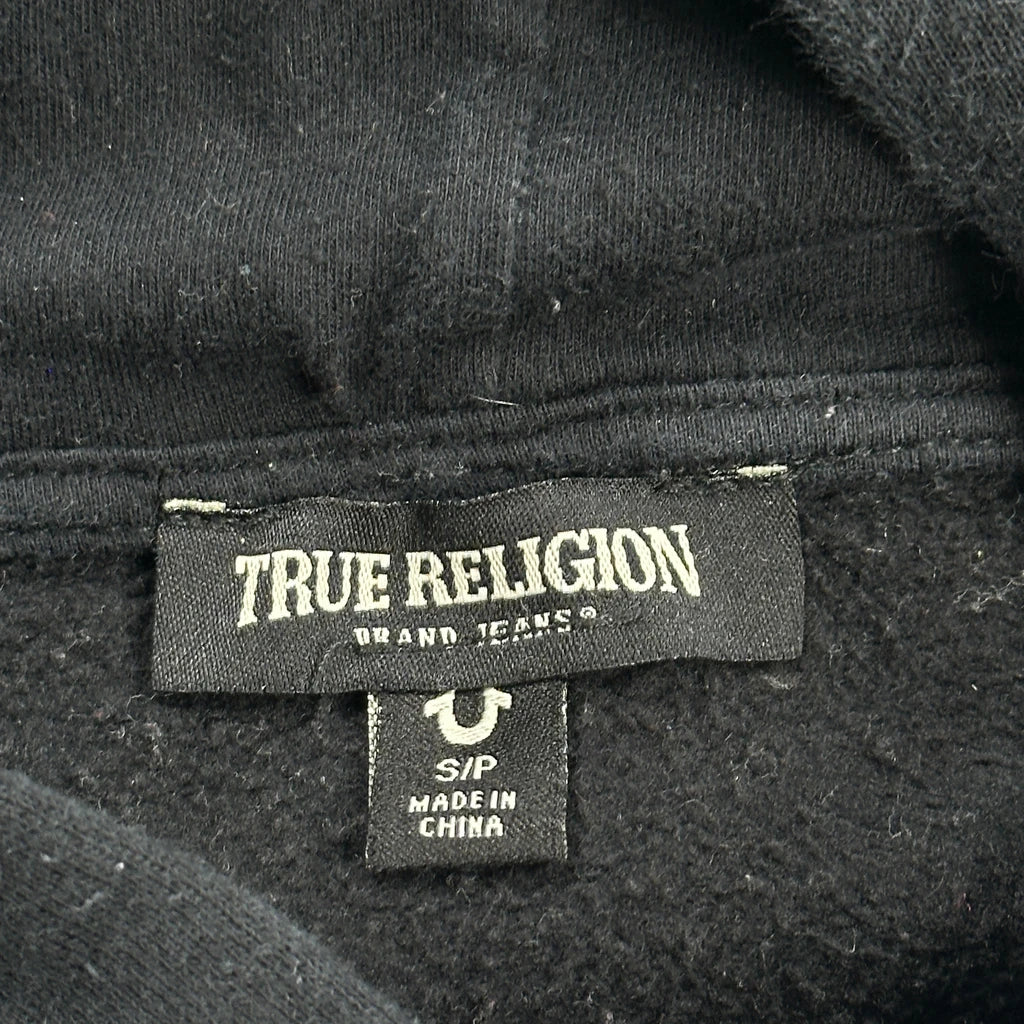 TRUE RELIGION
BRAND JEANS®
S/P
MADE IN
CHINA